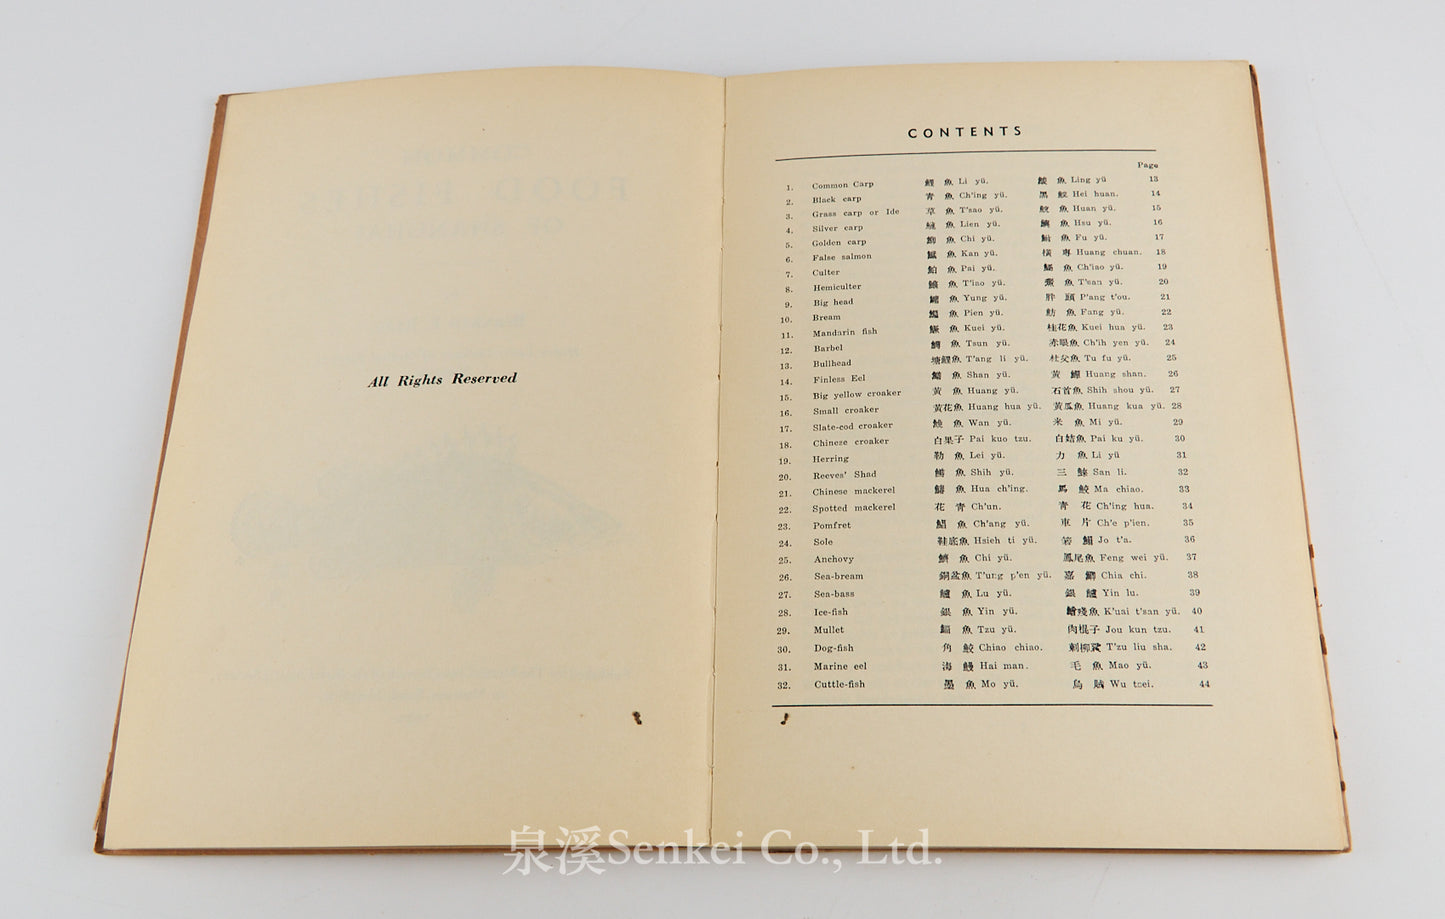 All Rights Reserved
CONTENTS
Page
1. Common Carp 鯉魚 Li yü. 鯪魚 Ling yü 13
2. Black carp 青魚 Ch'ing yü. 黑鯇 Hei huan. 14
3. Grass carp or Ide 草魚 T'sao yü. 鯇魚 Huan yü. 15
4. Silver carp 鰱魚 Lien yü. 魚 Hsu yü. 16
5. Golden carp 鯽魚 Chi yü. 魚 Fu yü. 17
6. False salmon 魚 Kan yü. 橫專 Huang chuan. 18
7. Culter 鮊魚 Pai yü. 魚 Ch'iao yü. 19
8. Hemiculter 魚 T'iao yü. 魚 T'san yü. 20
9. Big head 鱅魚 Yung yü. 胖頭 P'ang t'ou. 21
10. Bream 鯿魚 Pien yü. 魴魚 Fang yü. 22
11. Mandarin fish 鱖魚 Kuei yü. 桂花魚 Kuei hua yü. 23
12. Barbel 鱒魚 Tsun yü. 赤眼魚 Ch'ih yen yü. 24
13. Bullhead 塘鯉魚 T'ang li yü. 杜父魚 Tu fu yü. 25
14. Finless Eel 鱔魚 Shan yü. 黃鱓 Huang shan. 26
15. Big yellow croaker 黃魚 Huang yü. 石首魚 Shih shou yü. 27
16. Small croaker 黃花魚 Huang hua yü. 黃瓜魚 Huang kua yü. 28
17. Slate-cod croaker 鮸魚 Wan yü. 米魚 Mi yü. 29
18. Chinese croaker 白果子 Pai kuo tzu. 白姑魚 Pai ku yü. 30
19. Herring 勒魚 Lei yü. 力魚 Li yü 31
20. Reeves' Shad 鰣魚 Shih yü. 三鯠 San li. 32
21. Chinese mackerel 魚 Hua ch'ing. 馬鮫 Ma chiao. 33
22. Spotted mackerel 花青 Ch'un. 青花 Ch'ing hua. 34
23. Pomfret 鯧魚 Ch'ang yü. 車片 Ch'e p'ien. 35
24. Sole 鞋底魚 Hsieh ti yü. 箬鰨 Jo t'a. 36
25. Anchovy 鱭魚 Chi yü. 鳳尾魚 Feng wei yü. 37
26. Sea-bream 銅盆魚 T'ung p'en yü. 嘉鯽 Chia chi. 38
27. Sea-bass 鱸魚 Lu yü. 銀鱸 Yin lu. 39
28. Ice-fish 銀魚 Yin yü. 鱠殘魚 K'uai t'san yü. 40
29. Mullet 鯔魚 Tzu yü. 肉棍子 Jou kun tzu. 41
30. Dog-fish 角鮫 Chiao chiao. 刺柳鯊 T'zu liu sha. 42
31. Marine eel 海鰻 Hai man. 毛魚 Mao yü. 43
32. Cuttle-fish 墨魚 Mo yü. 烏賊 Wu tsei. 44
泉溪Senkei Co., Ltd.